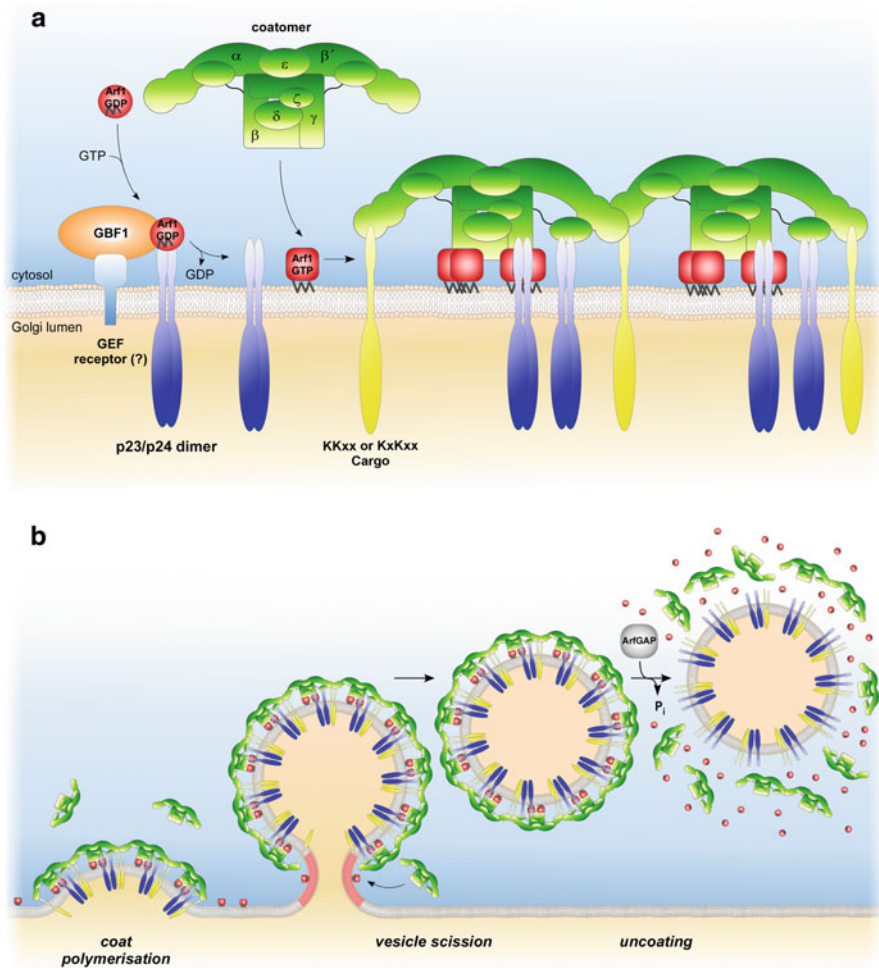 a
coatomer
α
ε
β'
Arf1
GDP
ζ
δ
γ
β
GTP
GBF1
Arf1
GDP
GDP
Arf1
GTP
cytosol
Golgi lumen
GEF
receptor (?)
p23/p24 dimer
KKxx or KxKxx
Cargo
b
ArfGAP
Pi
coat
polymerisation
vesicle scission
uncoating